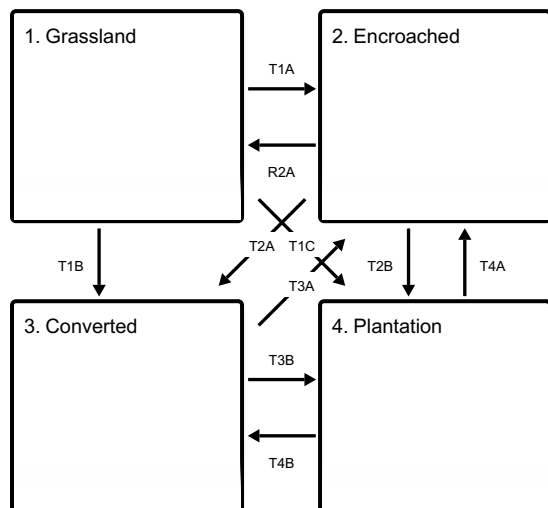 1. Grassland
2. Encroached
T1A
R2A
T1B
T2A
T1C
T2B
T4A
T3A
3. Converted
4. Plantation
T3B
T4B